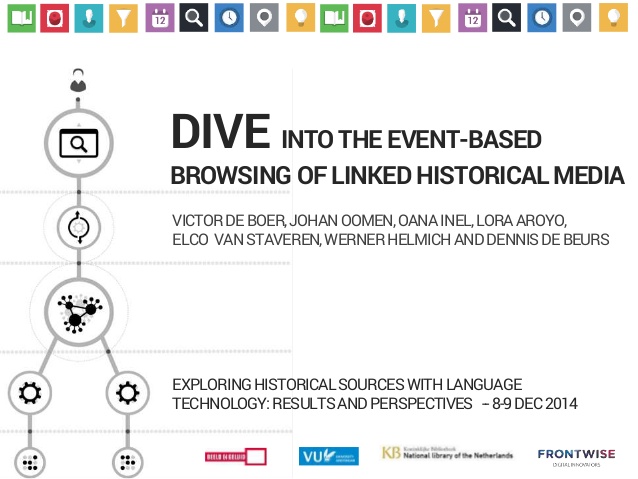 12
12
DIVE INTO THE EVENT-BASED
BROWSING OF LINKED HISTORICAL MEDIA
VICTOR DE BOER, JOHAN OOMEN, OANA INEL, LORA AROYO,
ELCO VAN STAVEREN, WERNER HELMICH AND DENNIS DE BEURS
EXPLORING HISTORICAL SOURCES WITH LANGUAGE
TECHNOLOGY: RESULTS AND PERSPECTIVES – 8-9 DEC 2014
BEELD EN GELUID
VU UNIVERSITY AMSTERDAM
KB Koninklijke Bibliotheek
National library of the Netherlands
FRONTWISE
DIGITAL INNOVATORS